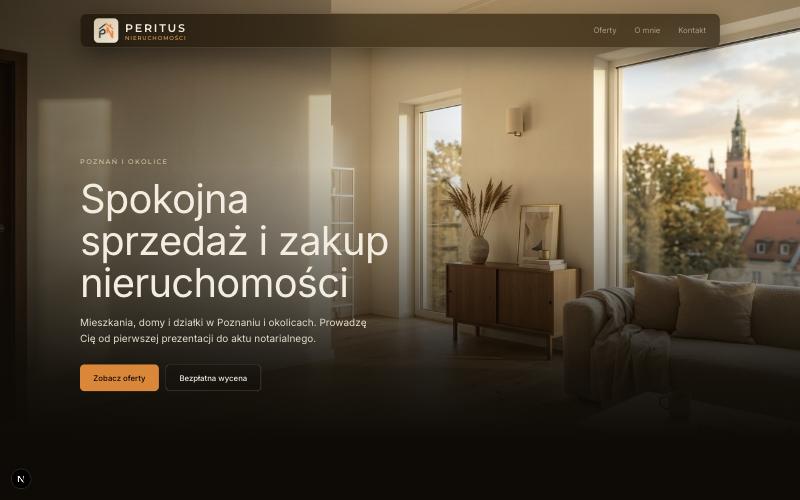 PERITUS
NIERUCHOMOŚCI
Oferty O mnie Kontakt
POZNAŃ I OKOLICE
Spokojna
sprzedaż i zakup
nieruchomości
Mieszkania, domy i działki w Poznaniu i okolicach. Prowadzę
Cię od pierwszej prezentacji do aktu notarialnego.
Zobacz oferty Bezpłatna wycena
N